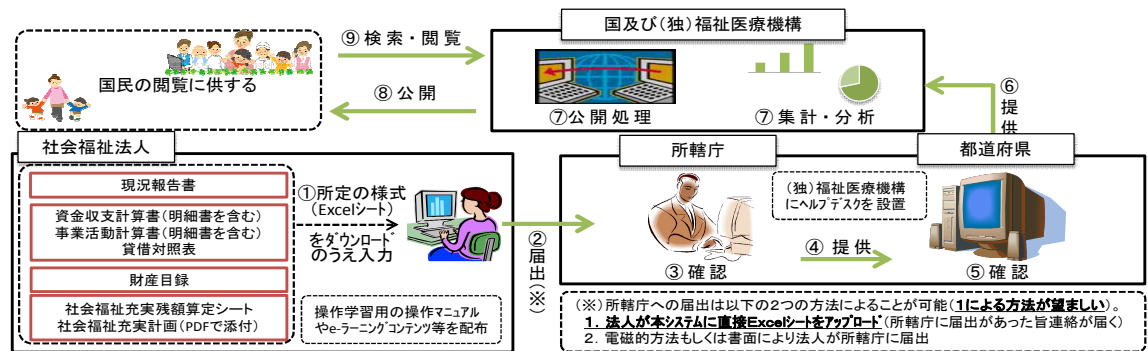 国及び(独)福祉医療機構
⑨検索・閲覧
国民の閲覧に供する
⑧公開
⑦公開処理
⑦集計・分析
⑥提供
社会福祉法人
現況報告書
資金収支計算書(明細書を含む)
事業活動計算書(明細書を含む)
貸借対照表
財産目録
社会福祉充実残額算定シート
社会福祉充実計画(PDFで添付)
①所定の様式
(Excelシート)
をダウンロード
のうえ入力
操作学習用の操作マニュアル
やe-ラーニングコンテンツ等を配布
②届出(※)
所轄庁
③確認
(独)福祉医療機構
にヘルプデスクを設置
④提供
都道府県
⑤確認
(※)所轄庁への届出は以下の2つの方法によることが可能(1による方法が望ましい)。
1. 法人が本システムに直接Excelシートをアップロード(所轄庁に届出があった旨連絡が届く)
2. 電磁的方法もしくは書面により法人が所轄庁に届出